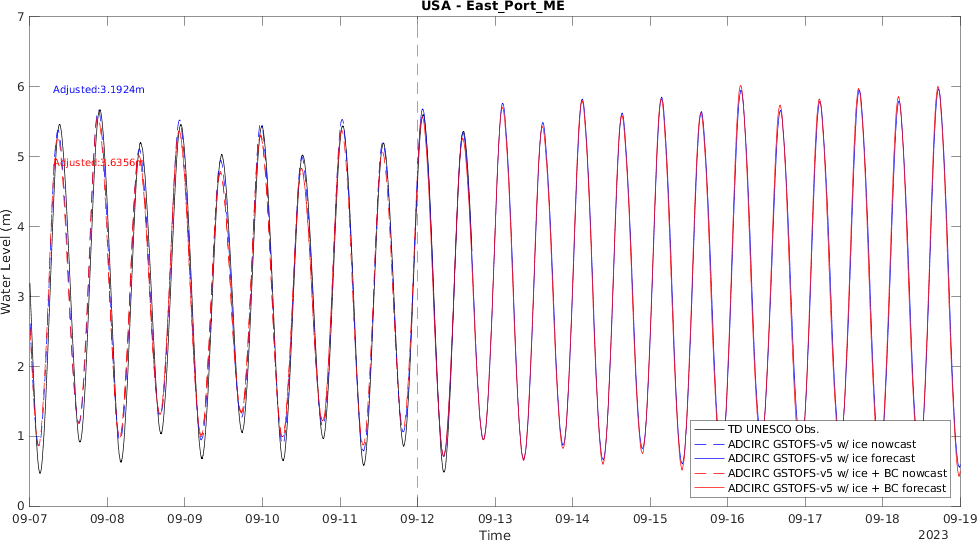 USA - East_Port_ME
7
6
5
4
3
2
1
0
Water Level (m)
Adjusted:3.1924m
Adjusted:3.6356m
TD UNESCO Obs.
ADCIRC GSTOFS-v5 w/ ice nowcast
ADCIRC GSTOFS-v5 w/ ice forecast
ADCIRC GSTOFS-v5 w/ ice + BC nowcast
ADCIRC GSTOFS-v5 w/ ice + BC forecast
09-07 09-08 09-09 09-10 09-11 09-12 09-13 09-14 09-15 09-16 09-17 09-18 09-19
Time
2023